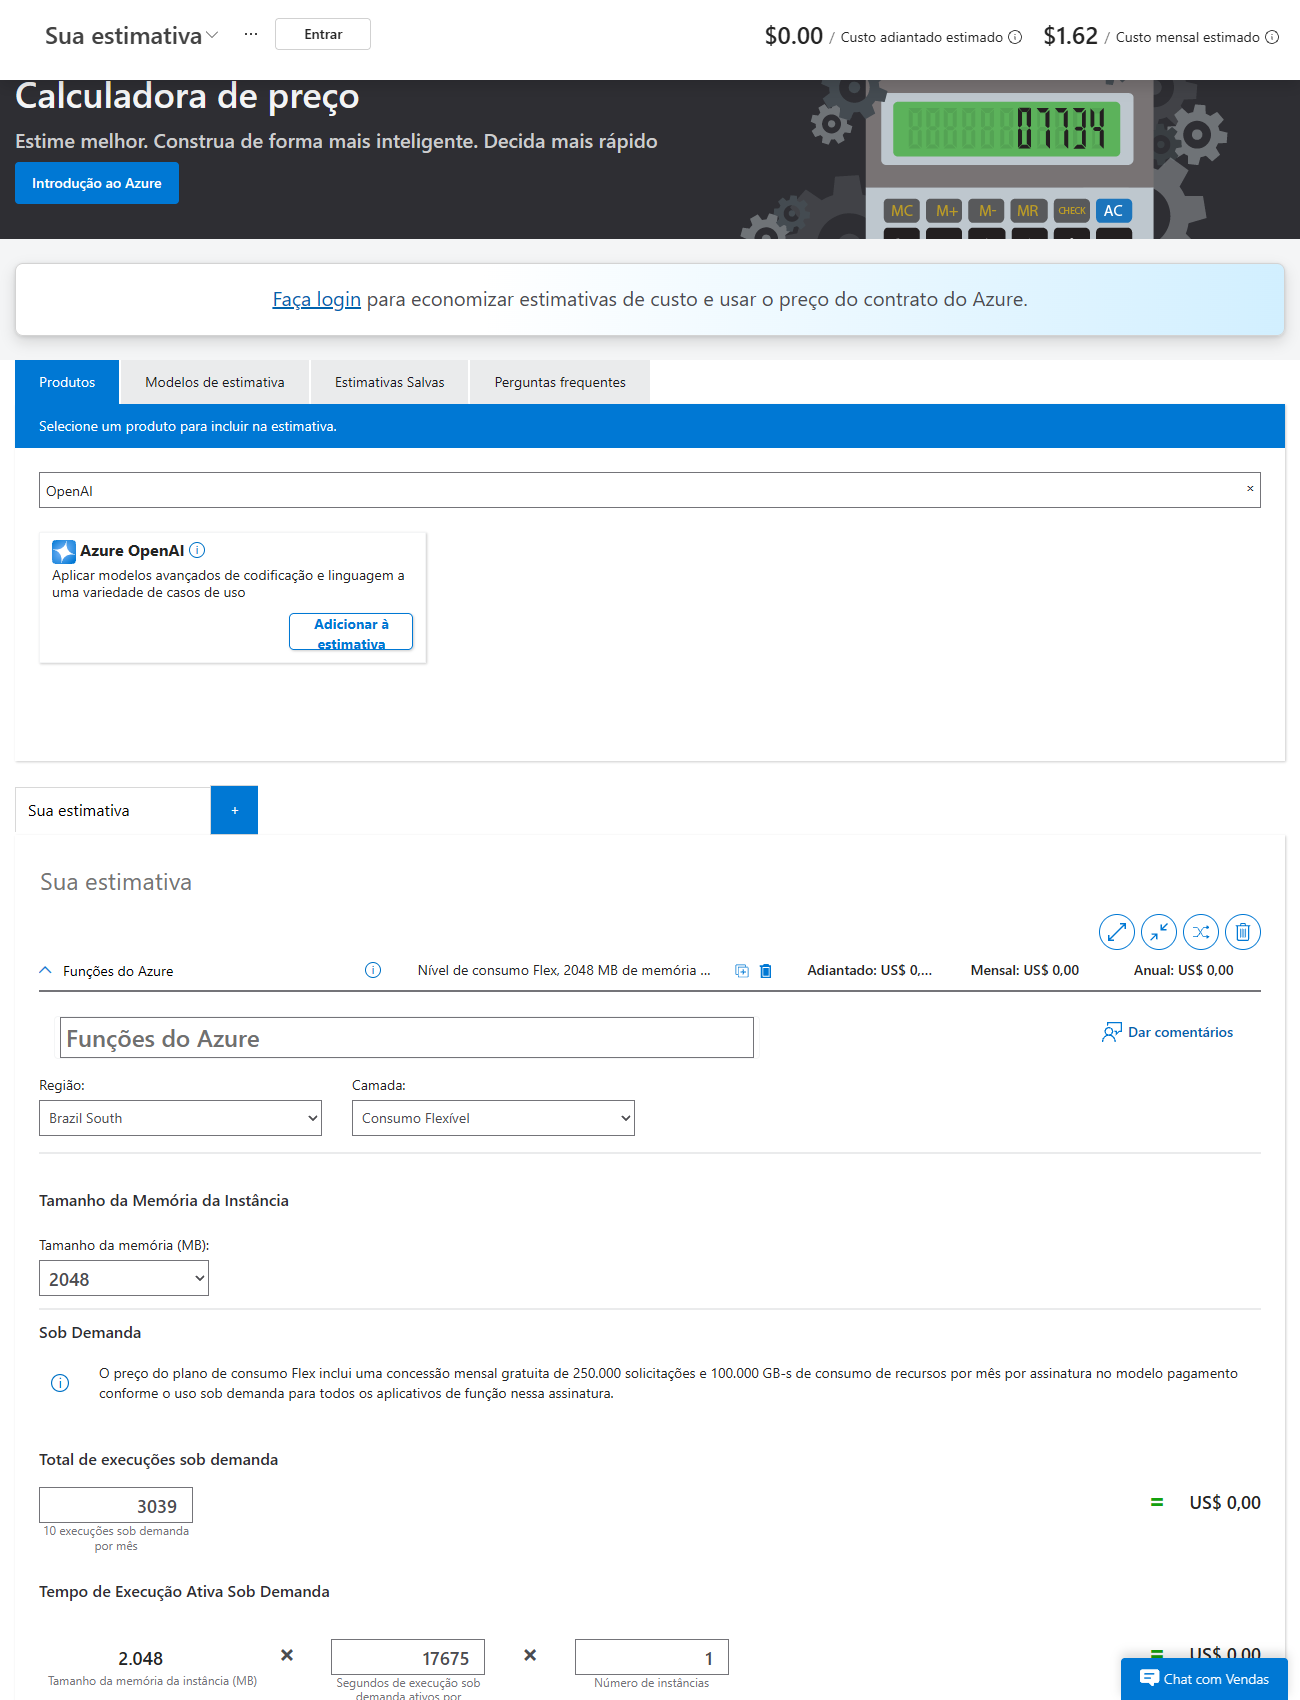 Sua estimativa ... Entrar $0.00 / Custo adiantado estimado $1.62 / Custo mensal estimado
Calculadora de preço
Estime melhor. Construa de forma mais inteligente. Decida mais rápido
Introdução ao Azure
07734
MC M+ M- MR CHECK AC
Faça login para economizar estimativas de custo e usar o preço do contrato do Azure.
Produtos Modelos de estimativa Estimativas Salvas Perguntas frequentes
Selecione um produto para incluir na estimativa.
OpenAI ×
Azure OpenAI
Aplicar modelos avançados de codificação e linguagem a
uma variedade de casos de uso
Adicionar à
estimativa
Sua estimativa +
Sua estimativa
Funções do Azure Nível de consumo Flex, 2048 MB de memória ... Adiantado: US$ 0,... Mensal: US$ 0,00 Anual: US$ 0,00
Funções do Azure
Dar comentários
Região: Camada:
Brazil South Consumo Flexível
Tamanho da Memória da Instância
Tamanho da memória (MB):
2048
Sob Demanda
O preço do plano de consumo Flex inclui uma concessão mensal gratuita de 250.000 solicitações e 100.000 GB-s de consumo de recursos por mês por assinatura no modelo pagamento
conforme o uso sob demanda para todos os aplicativos de função nessa assinatura.
Total de execuções sob demanda
3039 = US$ 0,00
10 execuções sob demanda
por mês
Tempo de Execução Ativa Sob Demanda
2.048 × 17675 × 1 = US$ 0,00
Tamanho da memória da instância (MB) Segundos de execução sob Número de instâncias
demanda ativos por
Chat com Vendas